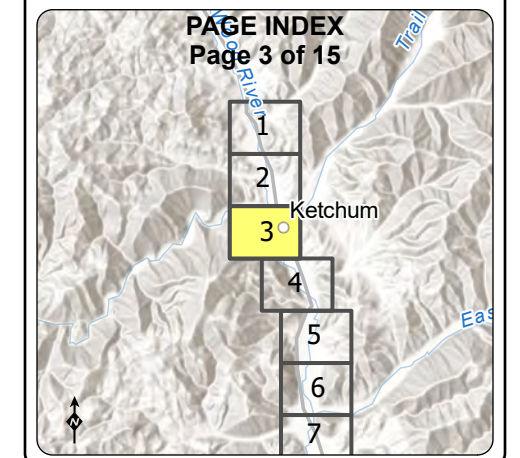 PAGE INDEX
Page 3 of 15
River
Trail
1
2
Ketchum
3
4
5
Eas
6
7
N